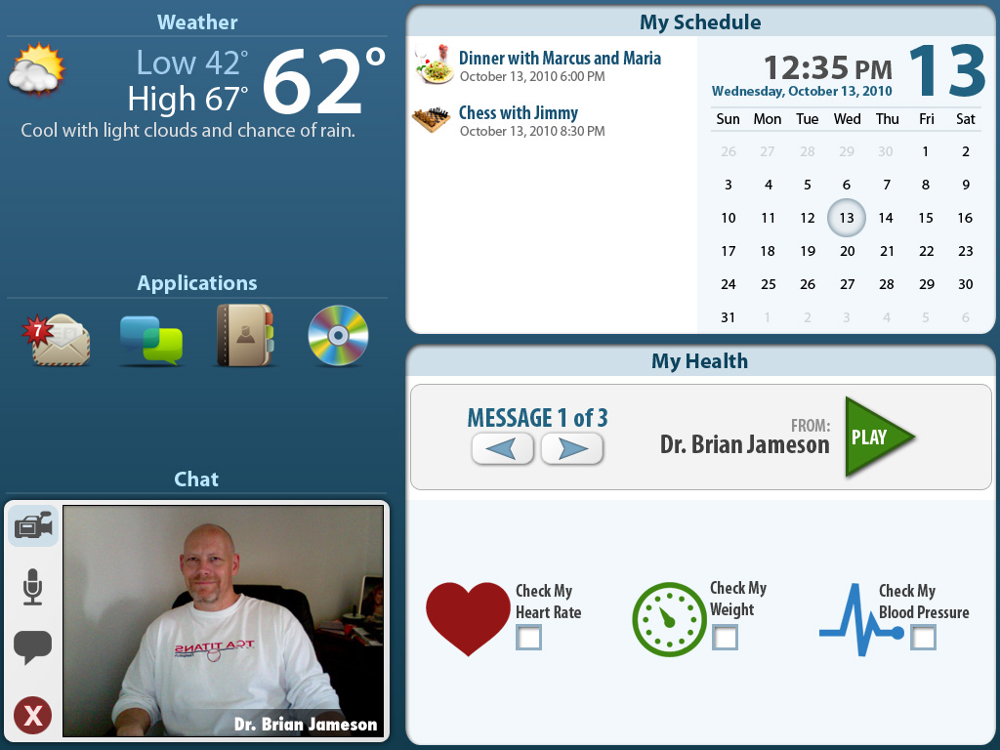 Weather
Low 42°
High 67°
62°
Cool with light clouds and chance of rain.
Applications
7
Chat
TCA TITANS
Dr. Brian Jameson
X
My Schedule
Dinner with Marcus and Maria
October 13, 2010 6:00 PM
Chess with Jimmy
October 13, 2010 8:30 PM
12:35 PM
Wednesday, October 13, 2010
13
Sun Mon Tue Wed Thu Fri Sat
26 27 28 29 30 1 2
3 4 5 6 7 8 9
10 11 12 13 14 15 16
17 18 19 20 21 22 23
24 25 26 27 28 29 30
31 1 2 3 4 5 6
My Health
MESSAGE 1 of 3
FROM:
Dr. Brian Jameson
PLAY
Check My
Heart Rate
Check My
Weight
Check My
Blood Pressure